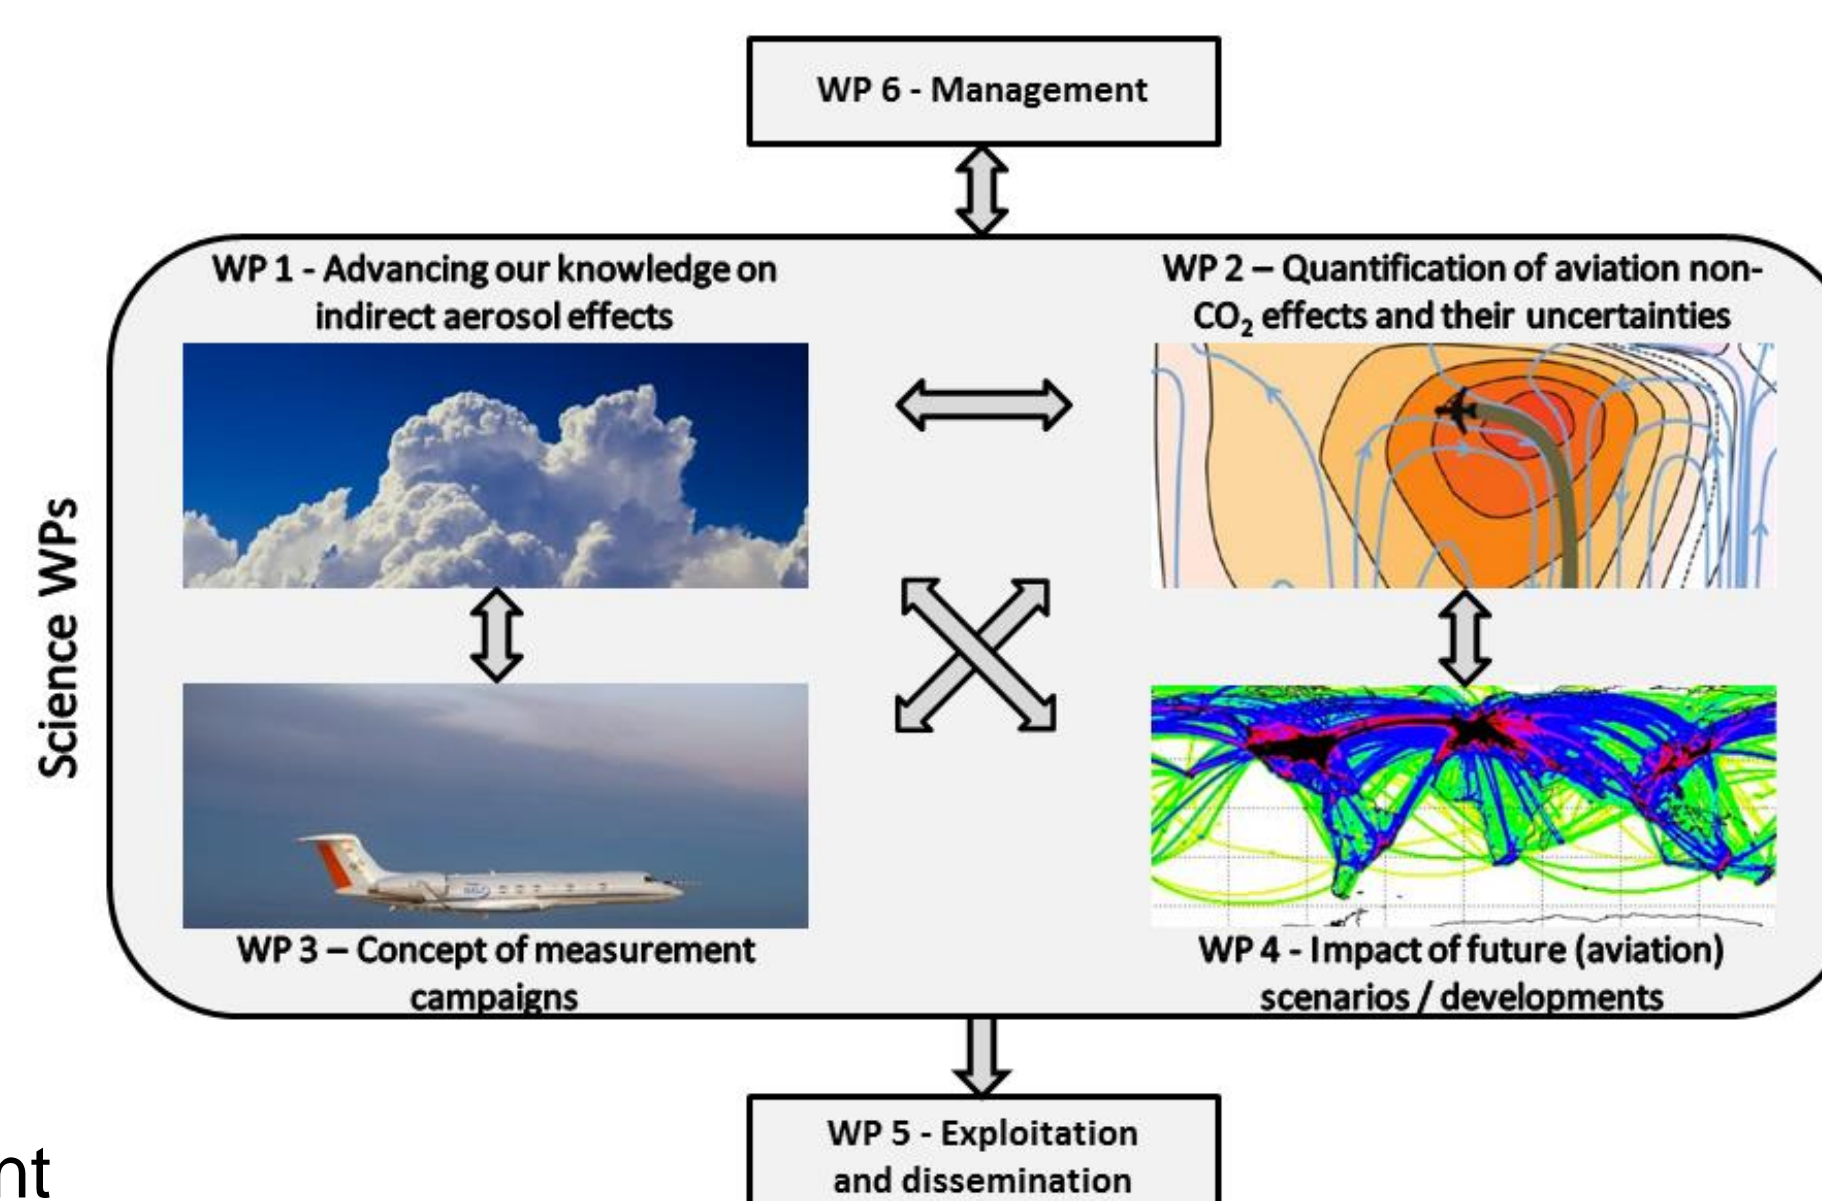 WP 6 - Management
WP 1 - Advancing our knowledge on
indirect aerosol effects
WP 2 – Quantification of aviation non-
CO₂ effects and their uncertainties
Science WPs
WP 3 – Concept of measurement
campaigns
WP 4 - Impact of future (aviation)
scenarios / developments
WP 5 - Exploitation
and dissemination
nt